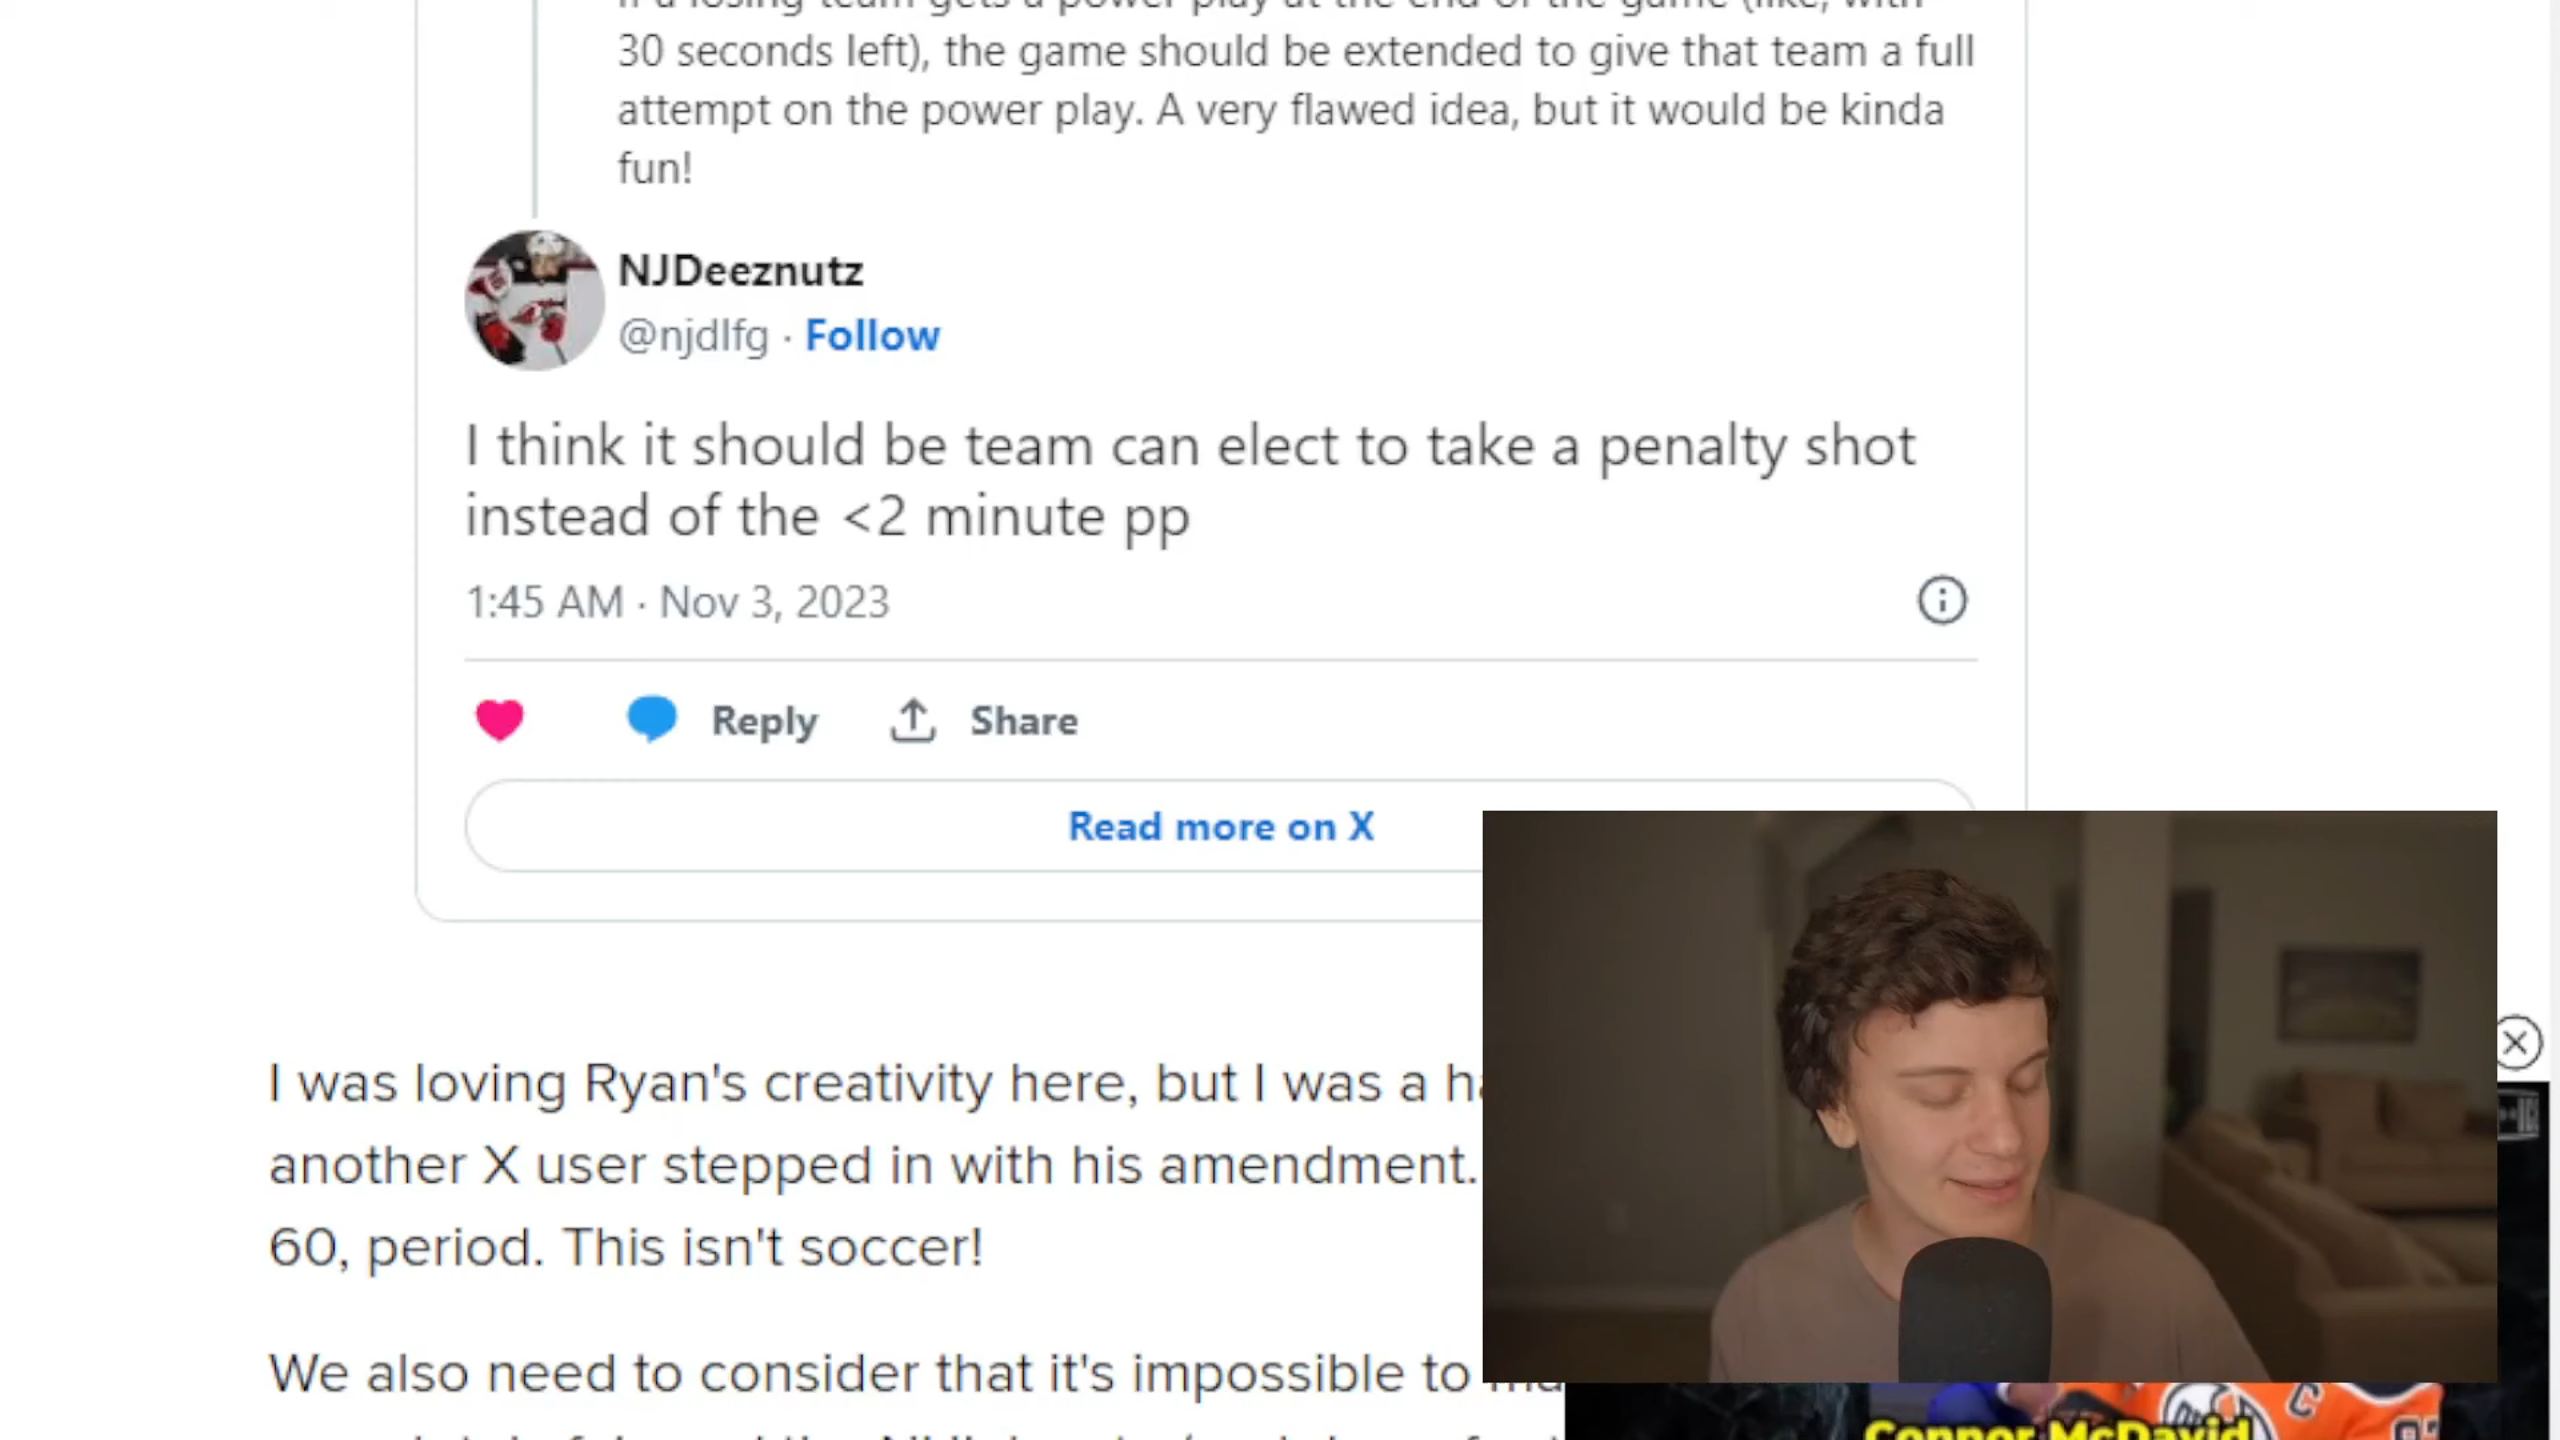 30 seconds left), the game should be extended to give that team a full
attempt on the power play. A very flawed idea, but it would be kinda
fun!
NJDeeznutz
@njdlfg · Follow
I think it should be team can elect to take a penalty shot
instead of the <2 minute pp
1:45 AM · Nov 3, 2023
Reply
Share
Read more on X
I was loving Ryan's creativity here, but I was a
another X user stepped in with his amendment.
60, period. This isn't soccer!
We also need to consider that it's impossible to
Connor McDavid